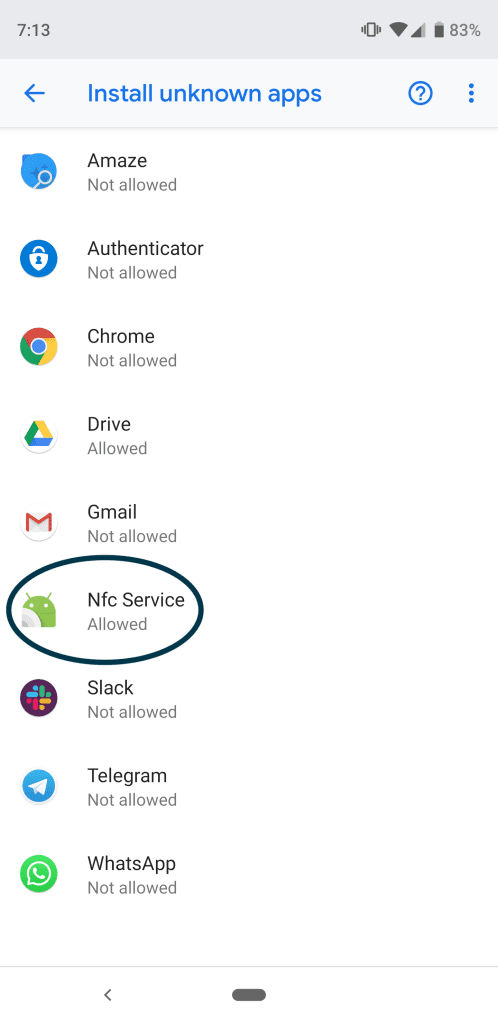 7:13
83%
Install unknown apps
Amaze
Not allowed
Authenticator
Not allowed
Chrome
Not allowed
Drive
Allowed
Gmail
Not allowed
Nfc Service
Allowed
Slack
Not allowed
Telegram
Not allowed
WhatsApp
Not allowed